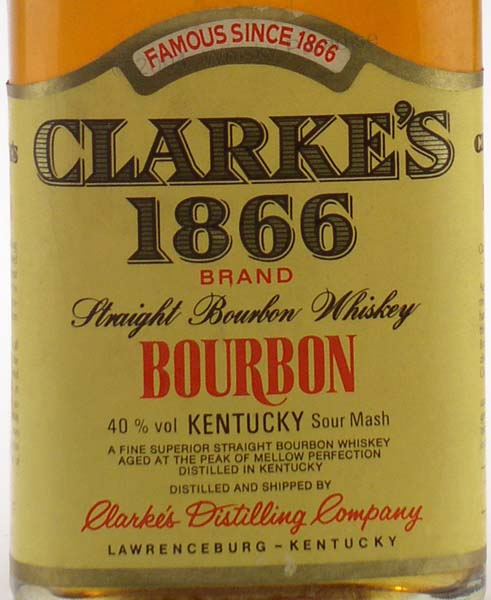 FAMOUS SINCE 1866
CLARKE'S
1866
BRAND
Straight Bourbon Whiskey
BOURBON
40 % vol KENTUCKY Sour Mash
A FINE SUPERIOR STRAIGHT BOURBON WHISKEY
AGED AT THE PEAK OF MELLOW PERFECTION
DISTILLED IN KENTUCKY
DISTILLED AND SHIPPED BY
Clarke's Distilling Company
LAWRENCEBURG - KENTUCKY